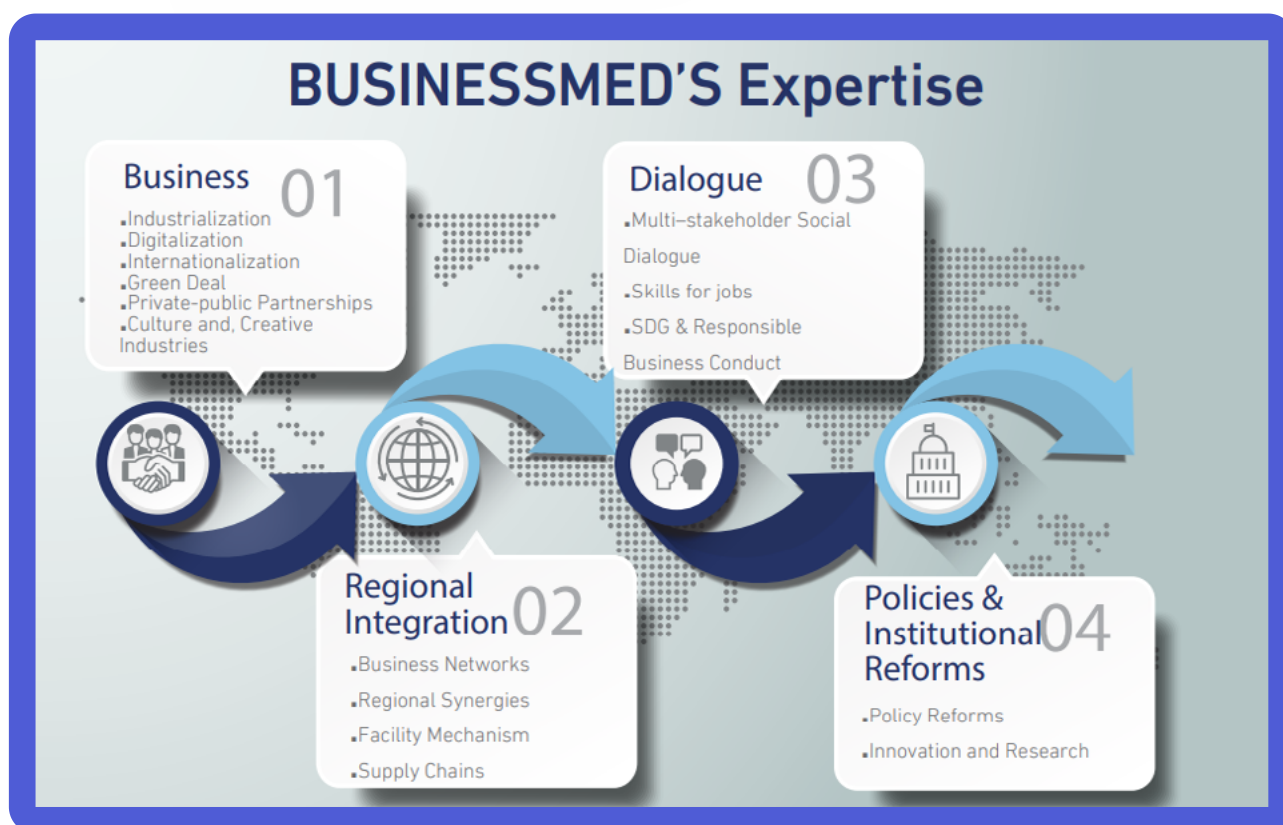 BUSINESSMED'S Expertise
Business 01
▪Industrialization
▪Digitalization
▪Internationalization
▪Green Deal
▪Private-public Partnerships
▪Culture and, Creative
Industries
Regional
Integration 02
▪Business Networks
▪Regional Synergies
▪Facility Mechanism
▪Supply Chains
Dialogue 03
▪Multi–stakeholder Social
Dialogue
▪Skills for jobs
▪SDG & Responsible
Business Conduct
Policies &
Institutional 04
Reforms
▪Policy Reforms
▪Innovation and Research